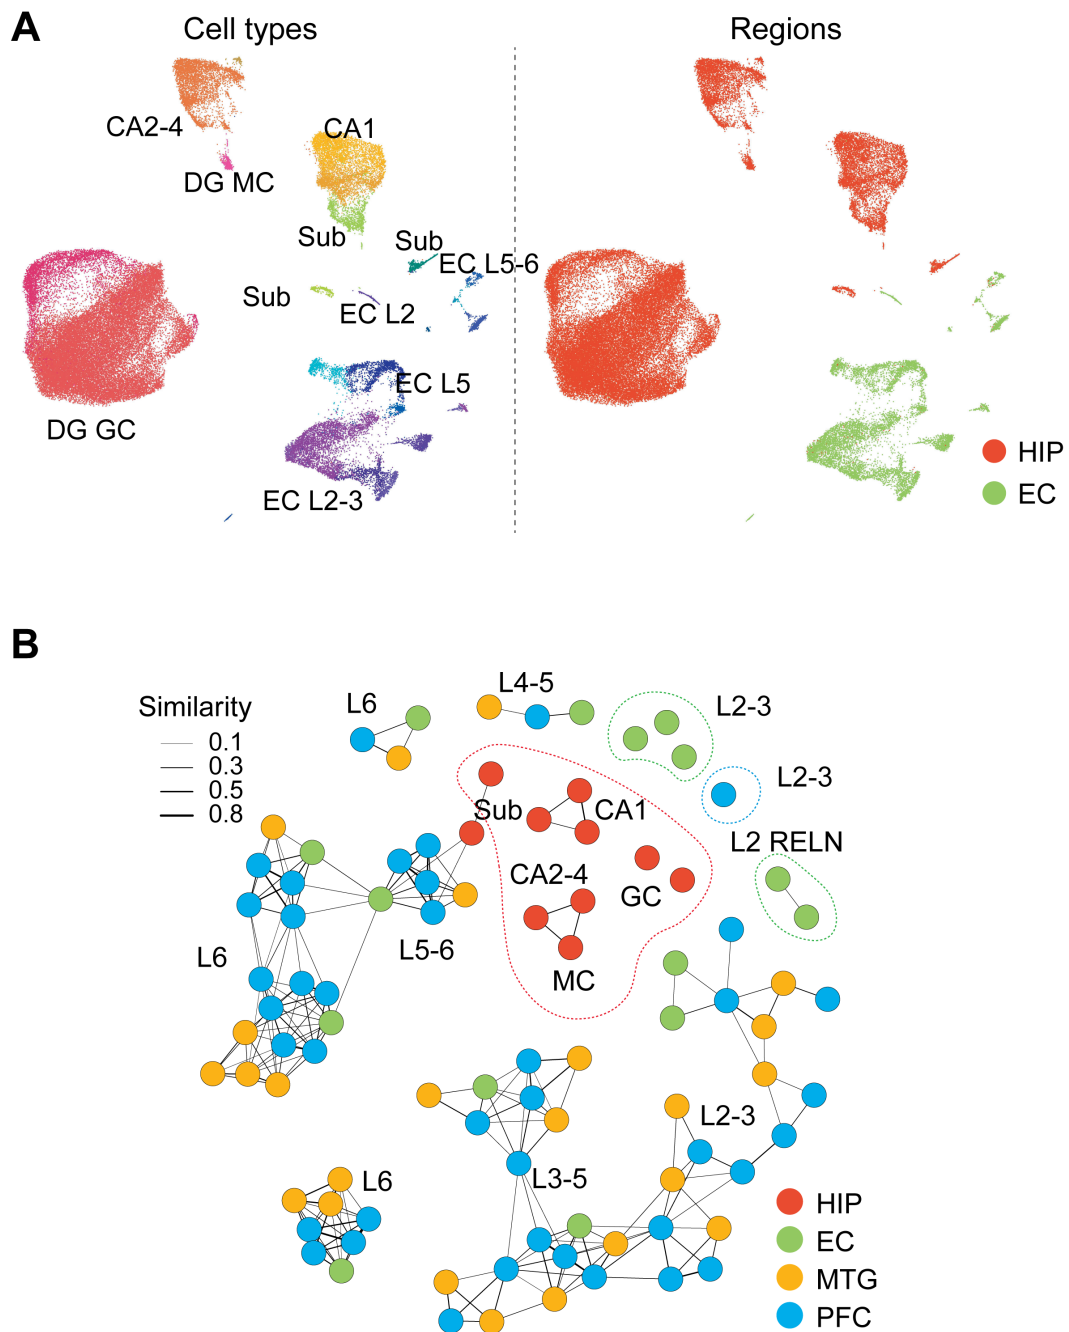 A
Cell types
Regions
CA2-4
CA1
DG MC
Sub
Sub
EC L5-6
Sub
EC L2
EC L5
DG GC
EC L2-3
HIP
EC
B
Similarity
0.1
0.3
0.5
0.8
L6
L4-5
L2-3
L2-3
Sub
CA1
L2 RELN
CA2-4
GC
L6
L5-6
MC
L2-3
L6
L3-5
HIP
EC
MTG
PFC